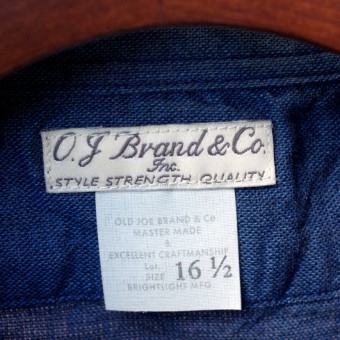 O.J Brand & Co.
Inc.
STYLE STRENGTH QUALITY
OLD JOE BRAND & Co
MASTER MADE
&
EXCELLENT CRAFTMANSHIP
Lot.
SIZE 16 ½
BRIGHTLIGHT MFG.